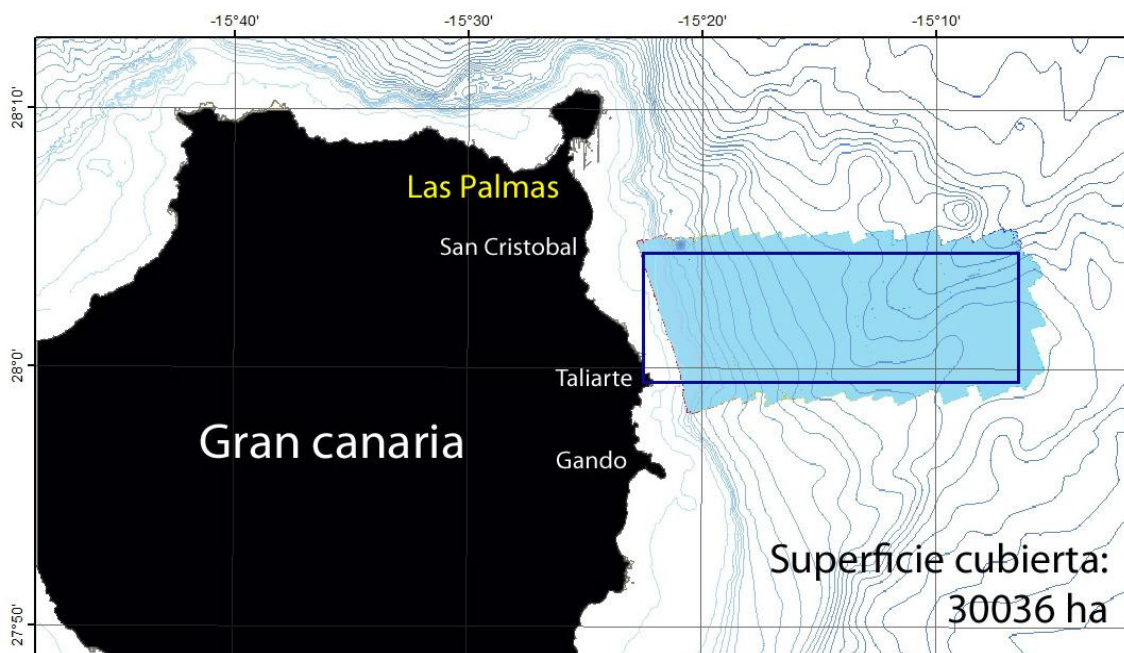 -15°40'
-15°30'
-15°20'
-15°10'
28°10'
Las Palmas
San Cristobal
28°0'
Taliarte
Gran canaria
Gando
Superficie cubierta:
30036 ha
27°50'